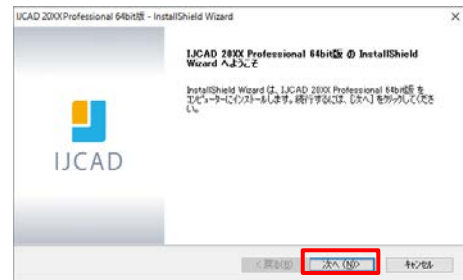 IJCAD 20XX Professional 64bit版 - InstallShield Wizard
IJCAD 20XX Professional 64bit版 の InstallShield
Wizard へようこそ
InstallShield Wizard は、IJCAD 20XX Professional 64bit版 を
コンピューターにインストールします。続行するには、[次へ] をクリックしてくださ
い。
IJCAD
< 戻る(B)
次へ(N)>
キャンセル